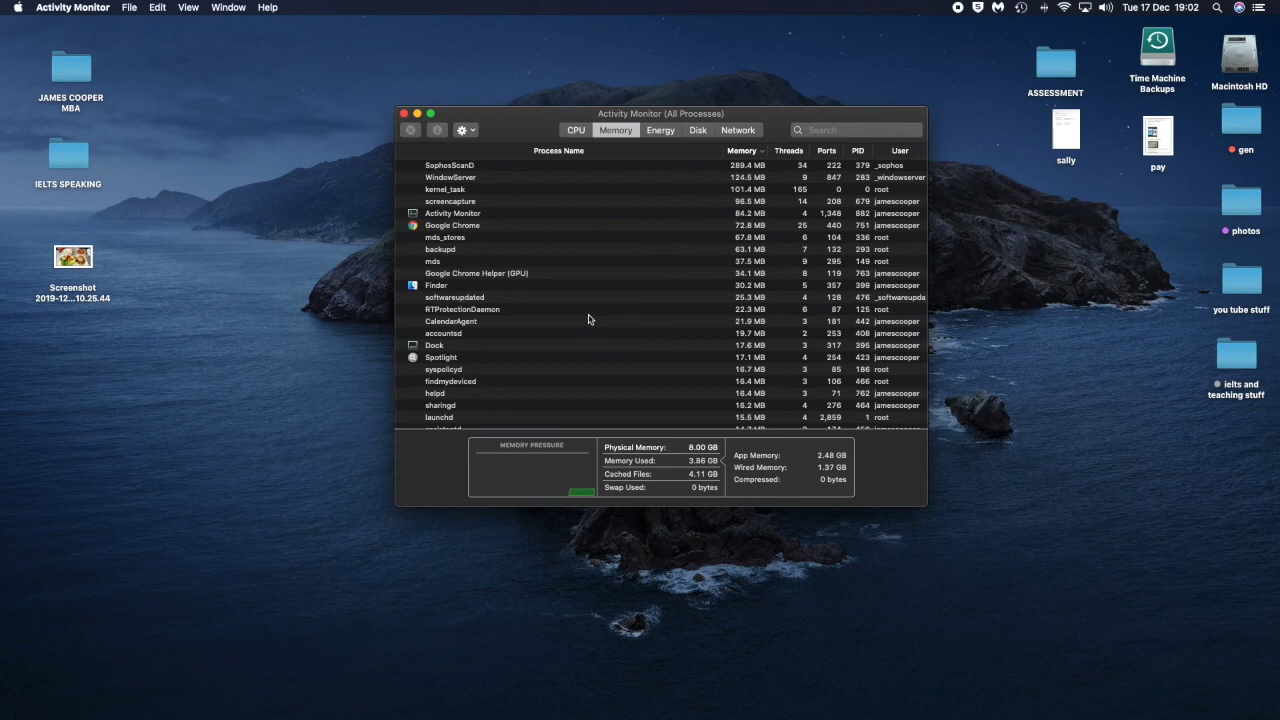 Activity Monitor File Edit View Window Help
Tue 17 Dec 19:02
JAMES COOPER
MBA
IELTS SPEAKING
Screenshot
2019-12...10.25.44
ASSESSMENT
sally
Time Machine
Backups
pay
Macintosh HD
gen
photos
you tube stuff
ielts and
teaching stuff
Activity Monitor (All Processes)
CPU Memory Energy Disk Network
Search
Process Name Memory Threads Ports PID User
SophosScanD 289.4 MB 34 222 379 _sophos
WindowServer 124.5 MB 9 847 283 _windowserver
kernel_task 101.4 MB 165 0 0 root
screencapture 96.5 MB 14 208 679 jamescooper
Activity Monitor 84.2 MB 4 1,348 882 jamescooper
Google Chrome 72.8 MB 25 440 751 jamescooper
mds_stores 67.8 MB 6 104 336 root
backupd 63.1 MB 7 132 293 root
mds 37.5 MB 9 295 149 root
Google Chrome Helper (GPU) 34.1 MB 8 119 763 jamescooper
Finder 30.2 MB 5 357 399 jamescooper
softwareupdated 25.3 MB 4 128 476 _softwareupda
RTProtectionDaemon 22.3 MB 6 87 125 root
CalendarAgent 21.9 MB 3 181 442 jamescooper
accountsd 19.7 MB 2 253 408 jamescooper
Dock 17.6 MB 3 317 395 jamescooper
Spotlight 17.1 MB 4 254 423 jamescooper
syspolicyd 16.7 MB 3 85 186 root
findmydeviced 16.4 MB 3 106 466 root
helpd 16.4 MB 3 71 762 jamescooper
sharingd 16.2 MB 4 276 464 jamescooper
launchd 15.5 MB 4 2,859 1 root
MEMORY PRESSURE
Physical Memory: 8.00 GB
Memory Used: 3.86 GB
Cached Files: 4.11 GB
Swap Used: 0 bytes
App Memory: 2.48 GB
Wired Memory: 1.37 GB
Compressed: 0 bytes